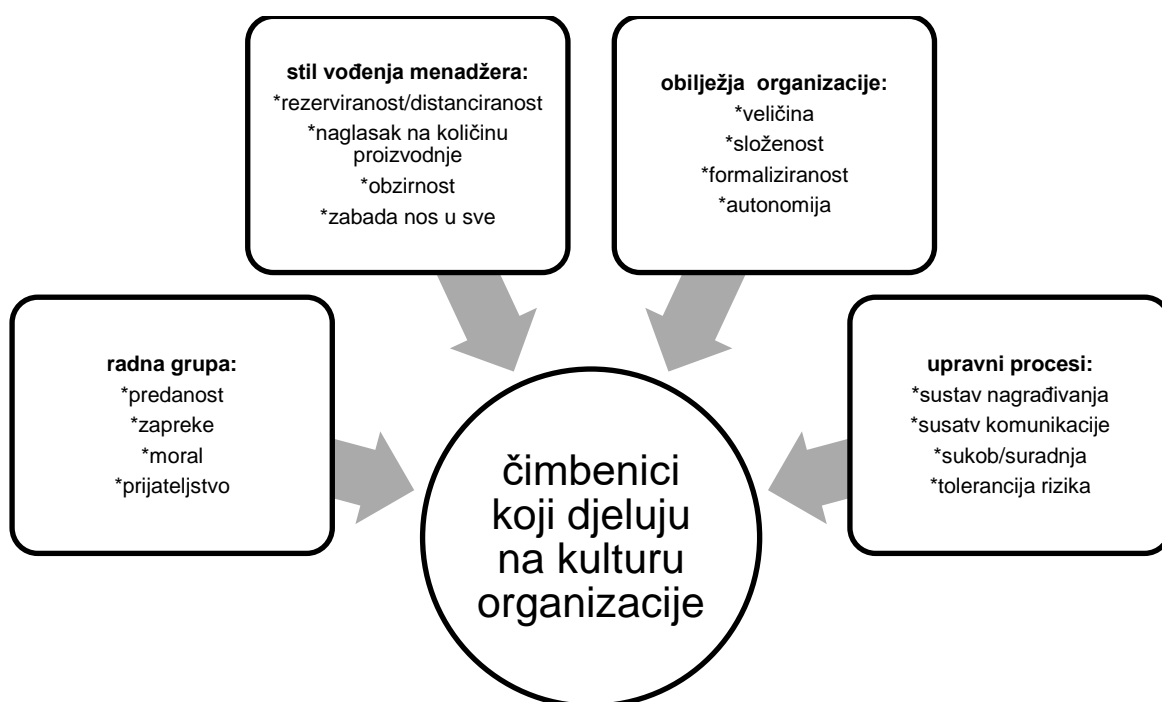 stil vođenja menadžera:
*rezerviranost/distanciranost
*naglasak na količinu
proizvodnje
*obzirnost
*zabada nos u sve
obilježja  organizacije:
*veličina
*složenost
*formaliziranost
*autonomija
radna grupa:
*predanost
*zapreke
*moral
*prijateljstvo
upravni procesi:
*sustav nagrađivanja
*susatv komunikacije
*sukob/suradnja
*tolerancija rizika
čimbenici
koji djeluju
na kulturu
organizacije